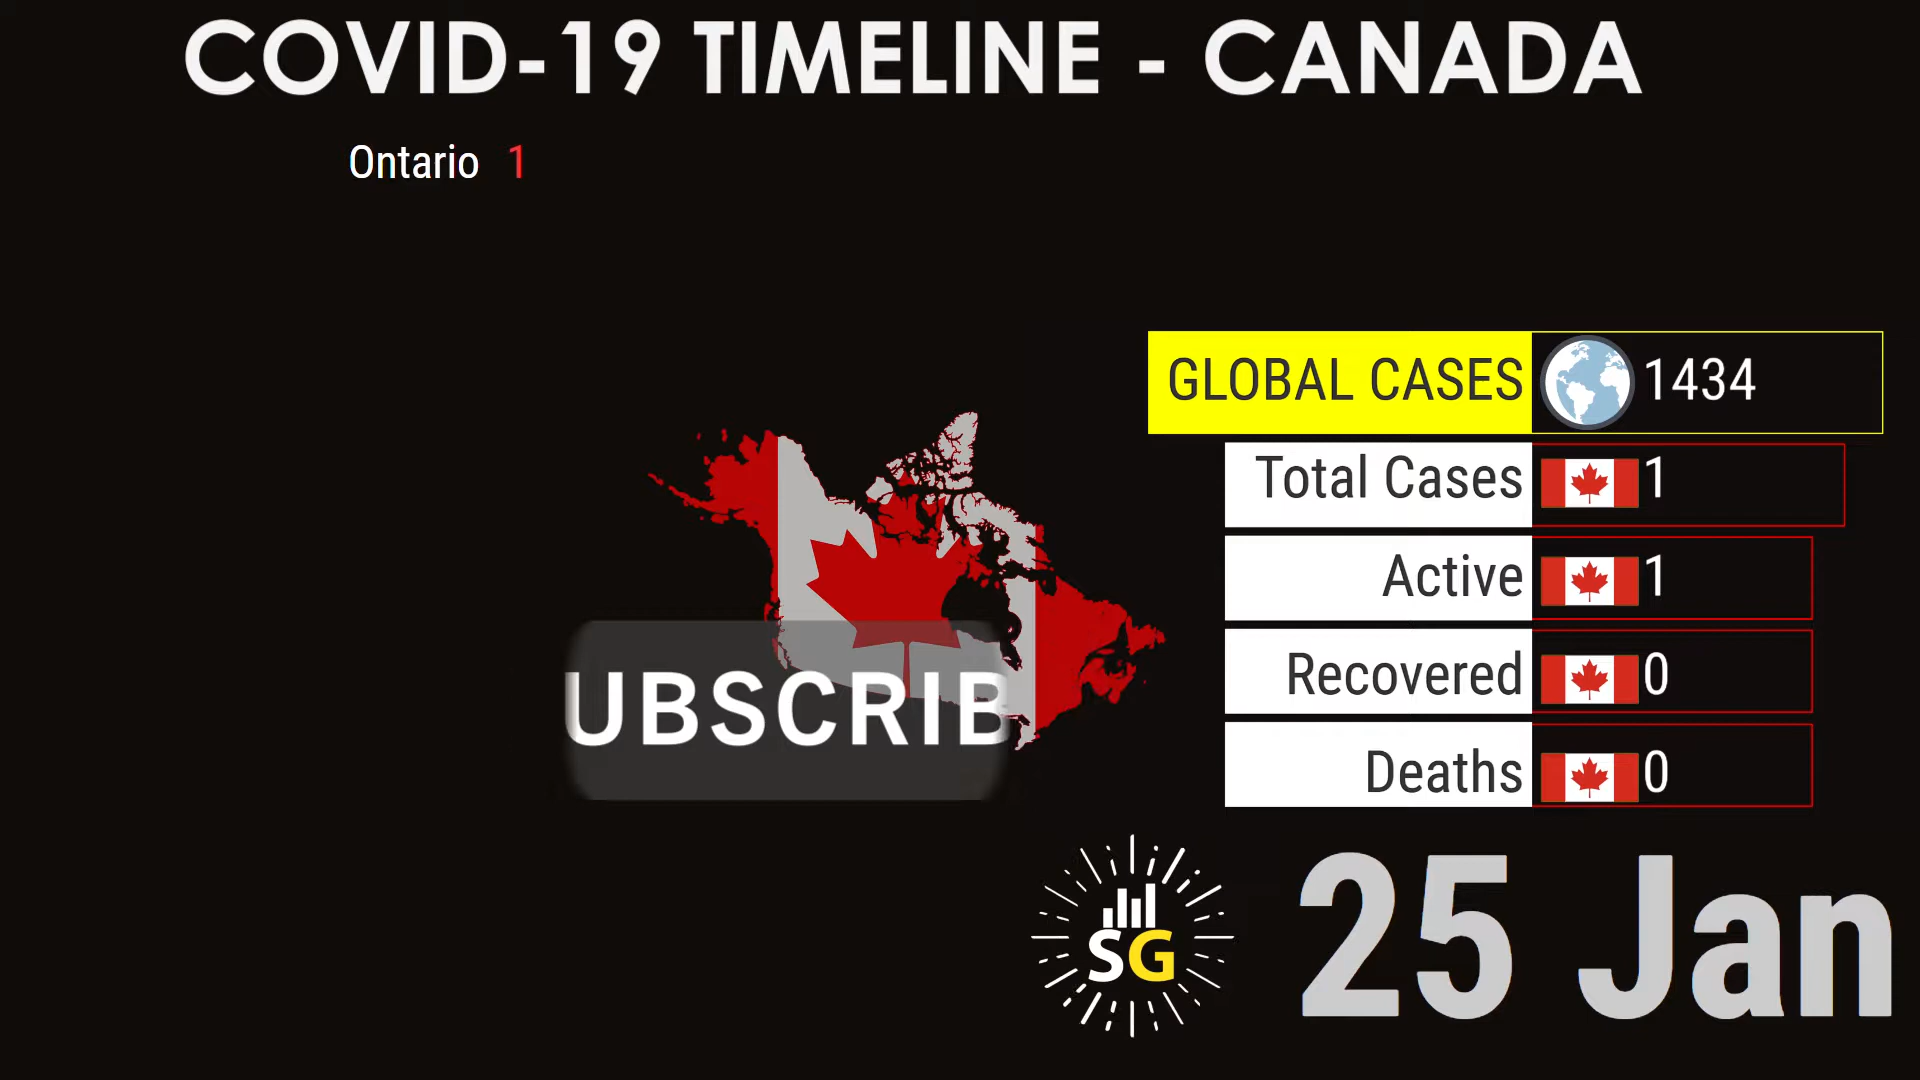 COVID-19 TIMELINE - CANADA
Ontario 1
GLOBAL CASES 1434
Total Cases 1
Active 1
Recovered 0
Deaths 0
UBSCRIB
SG
25 Jan